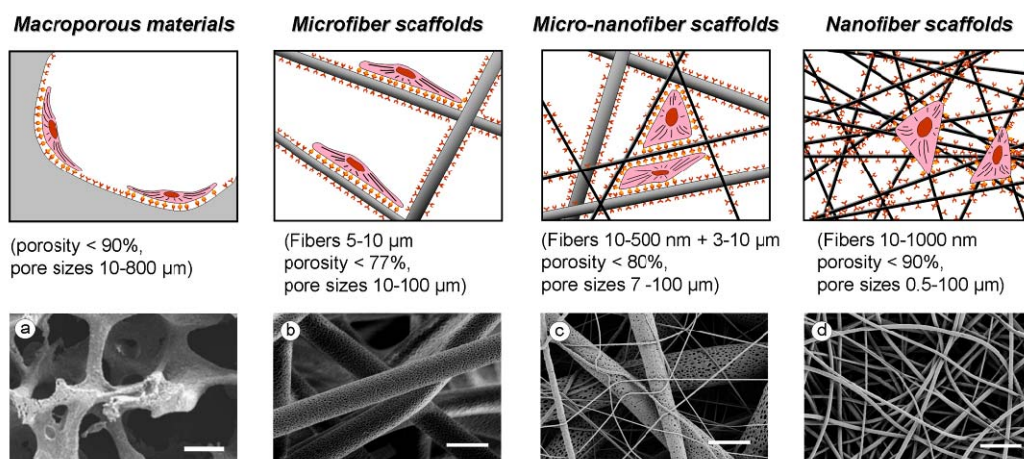 Macroporous materials
Microfiber scaffolds
Micro-nanofiber scaffolds
Nanofiber scaffolds
(porosity < 90%,
pore sizes 10-800 µm)
(Fibers 5-10 µm
porosity < 77%,
pore sizes 10-100 µm)
(Fibers 10-500 nm + 3-10 µm
porosity < 80%,
pore sizes 7 -100 µm)
(Fibers 10-1000 nm
porosity < 90%,
pore sizes 0.5-100 µm)
a
b
c
d